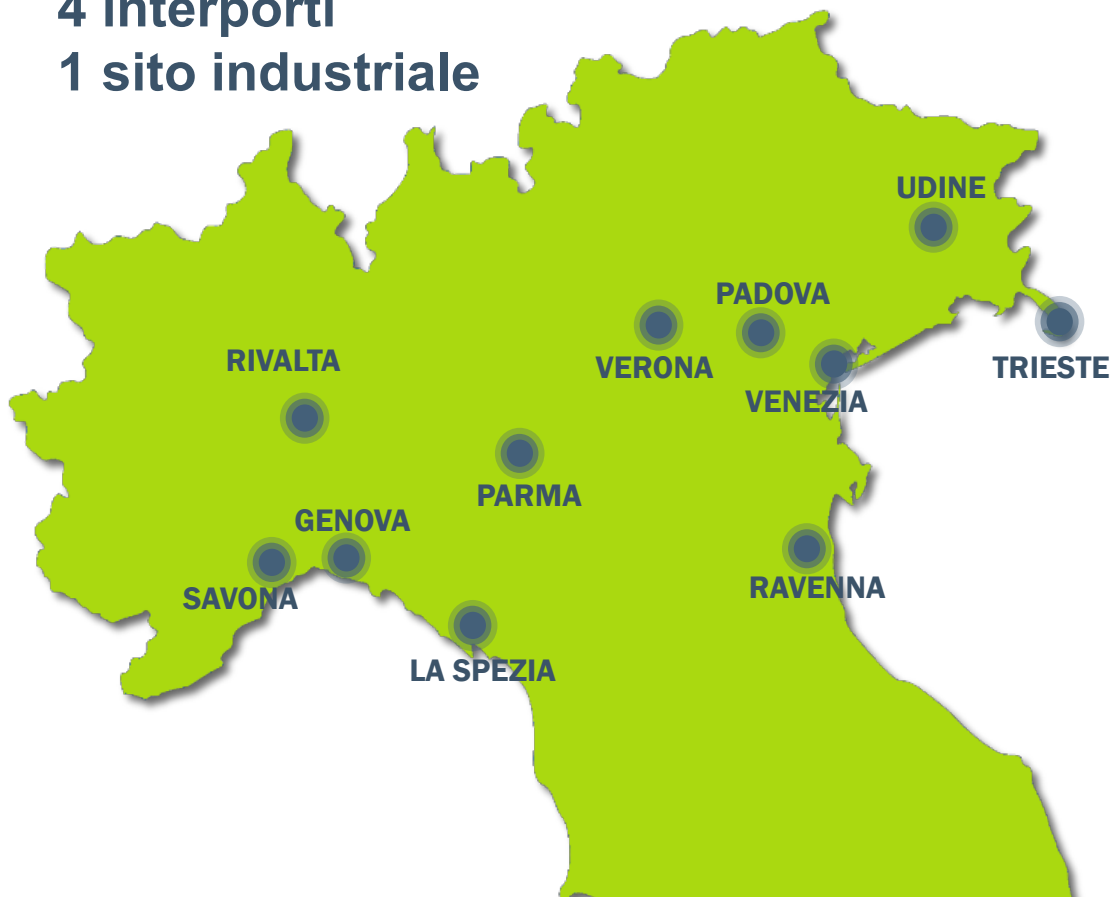 4 interporti
1 sito industriale
UDINE
PADOVA
RIVALTA
VERONA
TRIESTE
VENEZIA
PARMA
GENOVA
RAVENNA
SAVONA
LA SPEZIA